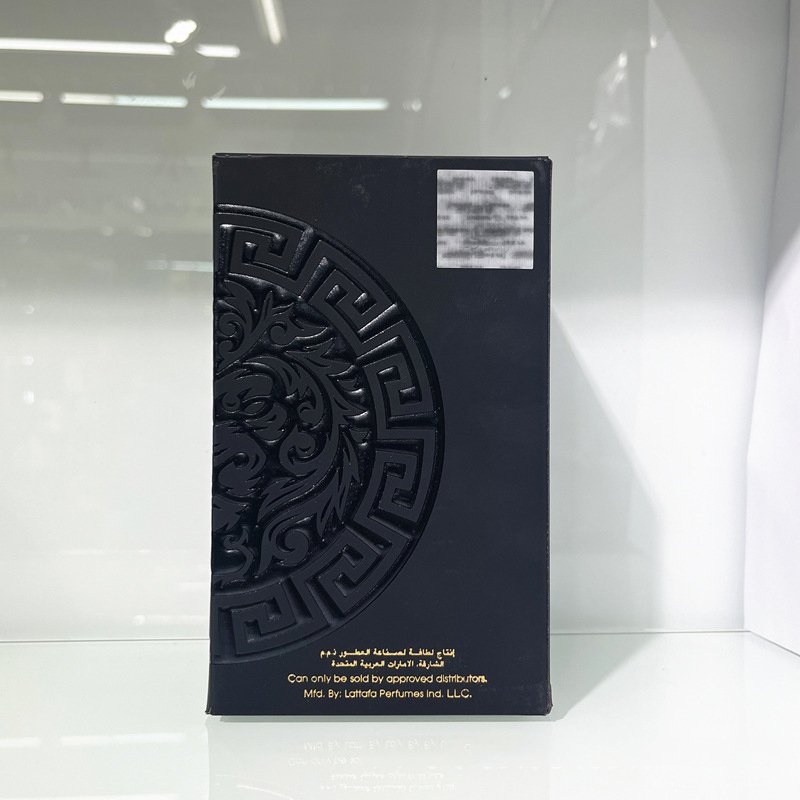 إنتاج لطافة لصناعة العطور ذ.م.م
الشارقة، الامارات العربية المتحدة
Can only be sold by approved distributors.
Mfd. By: Lattafa Perfumes Ind. L.L.C.